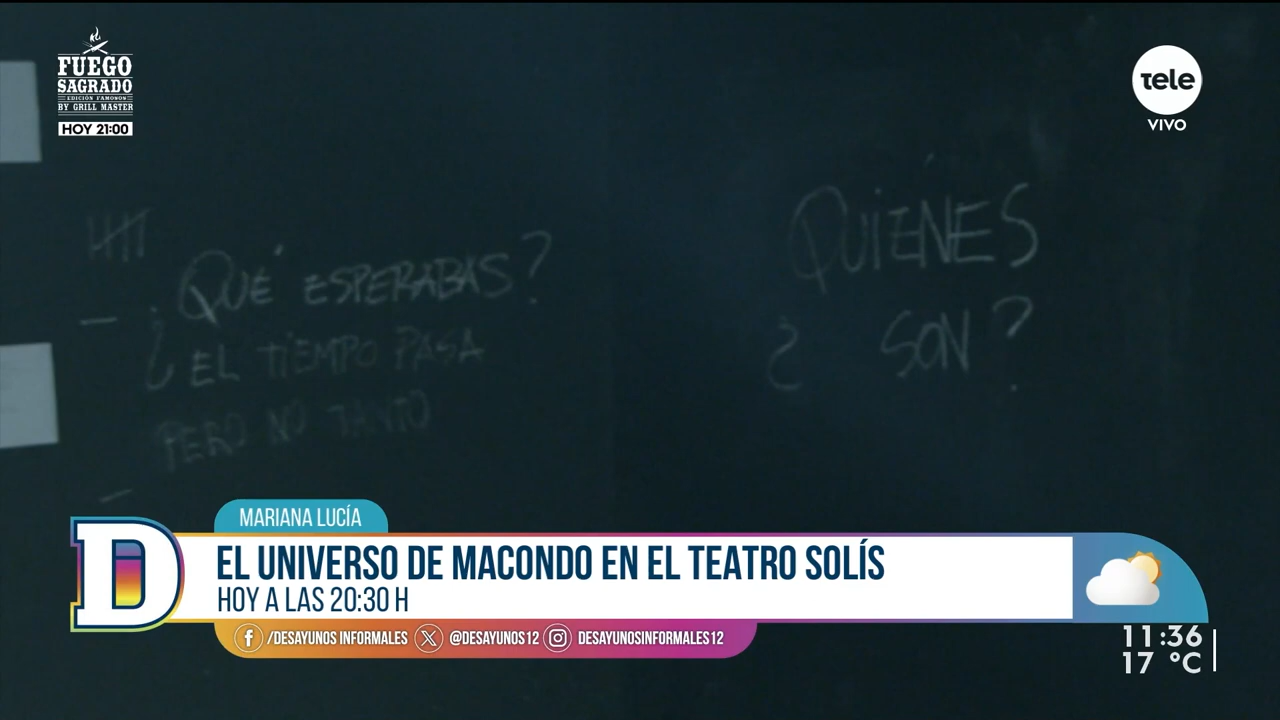 FUEGO
SAGRADO
EDICIÓN FAMOSOS
BY GRILL MASTER
HOY 21:00
tele
VIVO
¿QUÉ ESPERABAS?
¿EL TIEMPO PASA
PERO NO TANTO
QUIÉNES
¿ SON?
MARIANA LUCÍA
D
EL UNIVERSO DE MACONDO EN EL TEATRO SOLÍS
HOY A LAS 20:30 H
/DESAYUNOS INFORMALES @DESAYUNOS12 DESAYUNOSINFORMALES12
11:36
17 °C